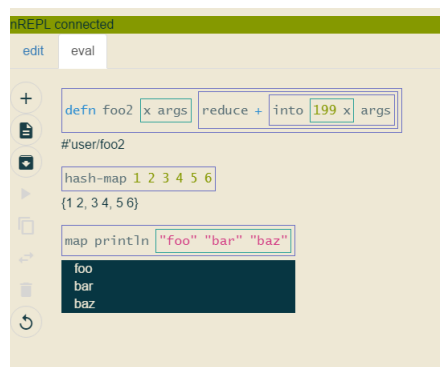 nREPL connected
edit eval
defn foo2 x args reduce + into 199 x args
#'user/foo2
hash-map 1 2 3 4 5 6
{1 2, 3 4, 5 6}
map println "foo" "bar" "baz"
foo
bar
baz